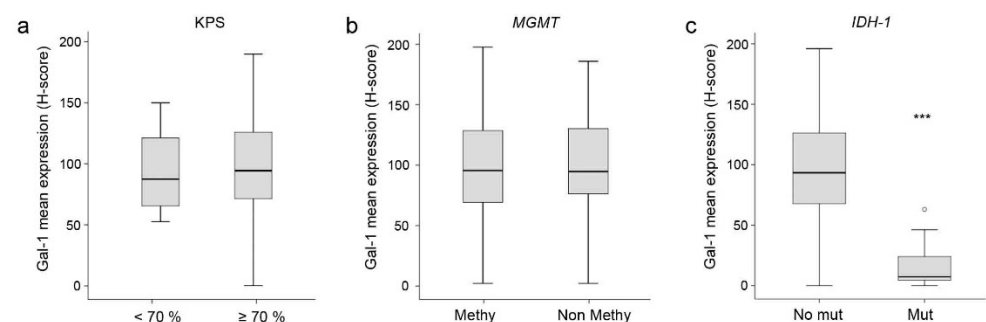 a
KPS
Gal-1 mean expression (H-score)
200
150
100
50
0
< 70 %
≥ 70 %
b
MGMT
Gal-1 mean expression (H-score)
200
150
100
50
0
Methy
Non Methy
c
IDH-1
Gal-1 mean expression (H-score)
200
150
100
50
0
***
No mut
Mut